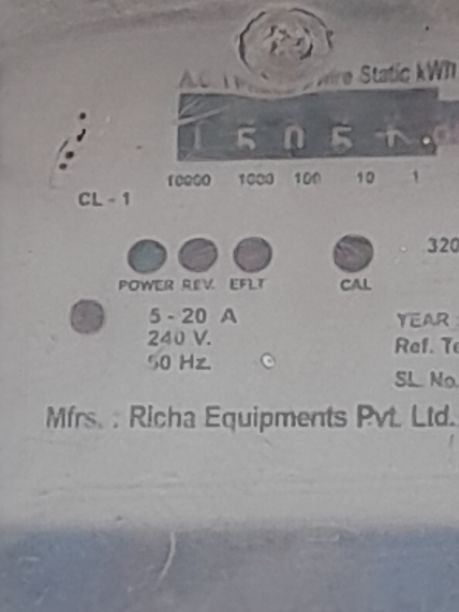 Static kWh
1 5 0 5
10000 1000 100 10 1
CL - 1
320
POWER REV. EFLT CAL
5 - 20 A
240 V.
50 Hz.
YEAR :
Ref. Te
SL. No.
Mfrs. : Richa Equipments Pvt. Ltd.